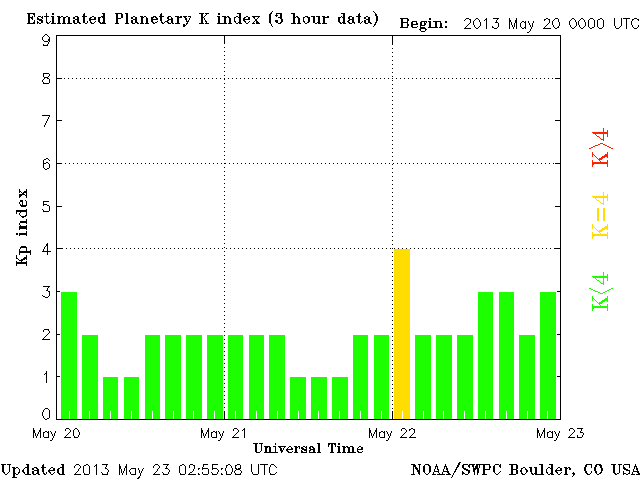 Estimated Planetary K index (3 hour data) Begin: 2013 May 20 0000 UTC
9
8
7
6
5
4
3
2
1
0
Kp index
K>4
K=4
K<4
May 20 May 21 May 22 May 23
Universal Time
Updated 2013 May 23 02:55:08 UTC NOAA/SWPC Boulder, CO USA